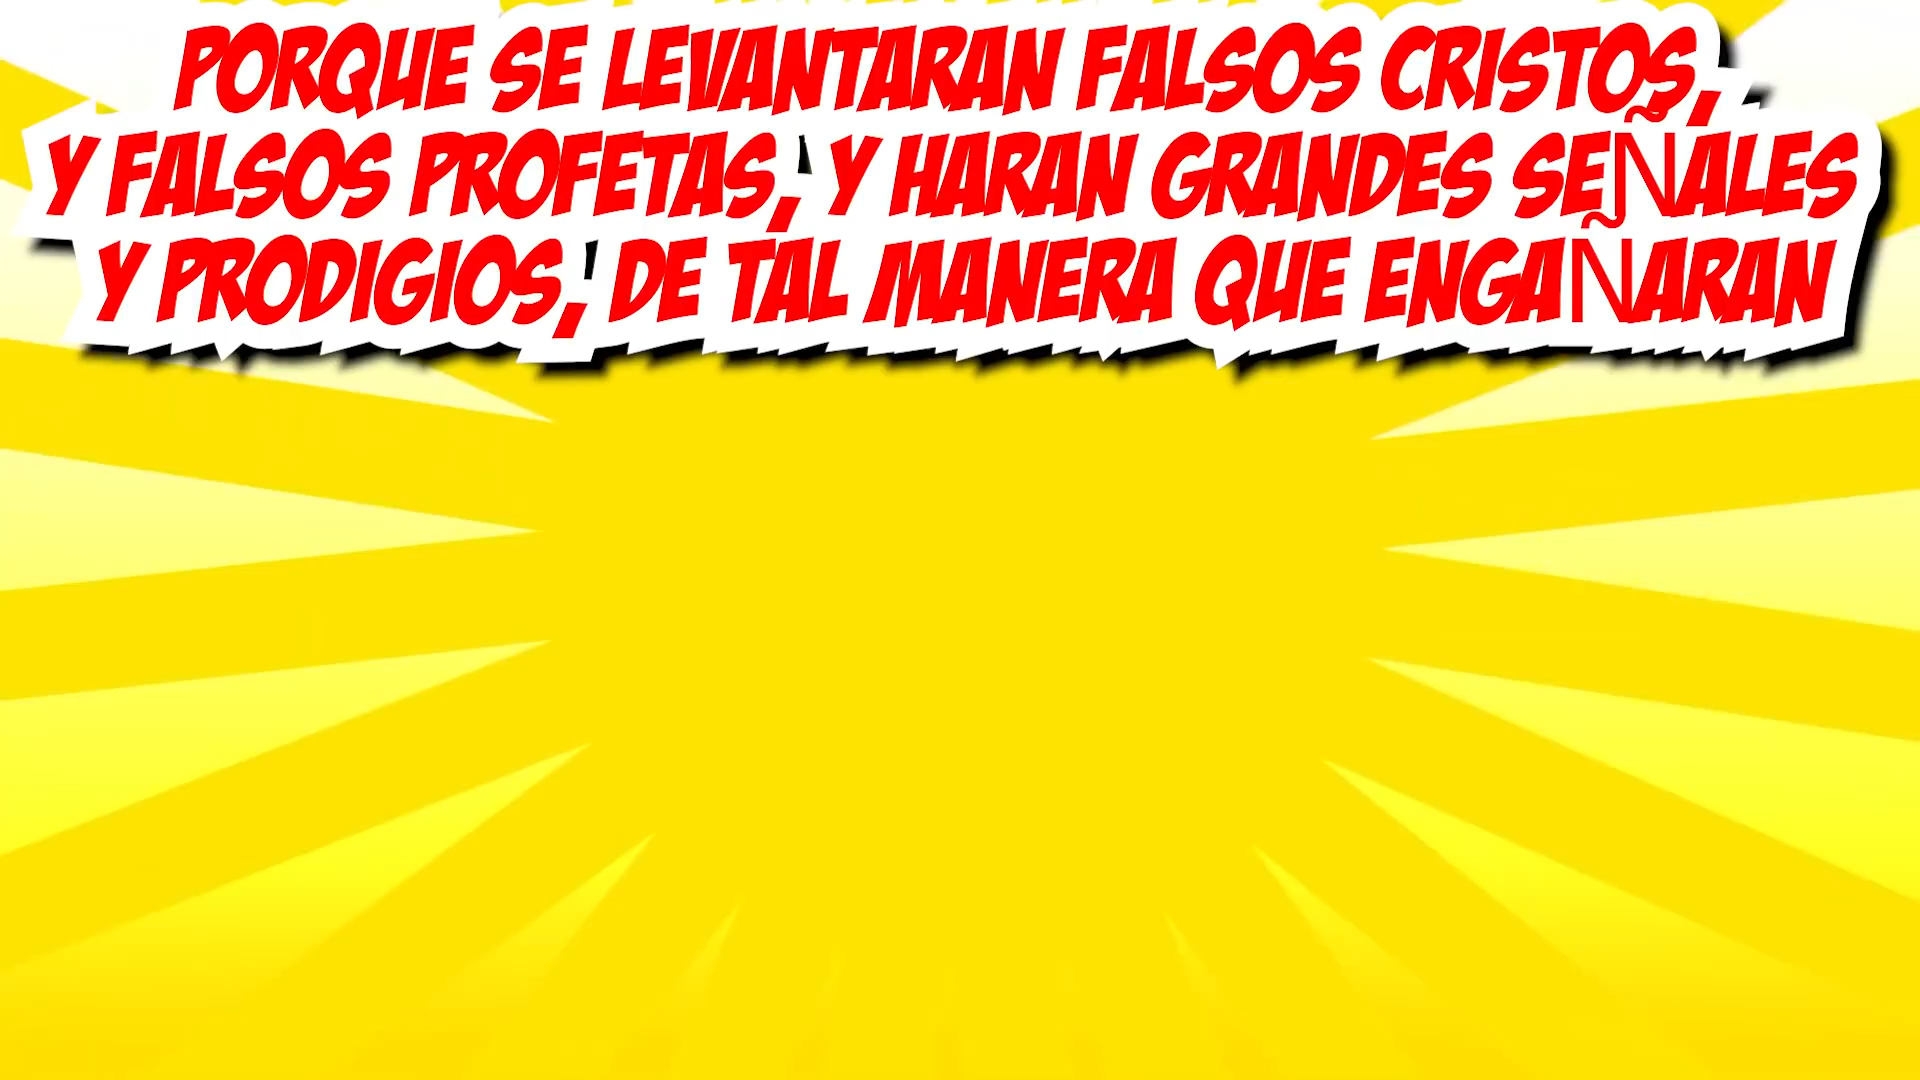 PORQUE SE LEVANTARAN FALSOS CRISTOS,
Y FALSOS PROFETAS, Y HARAN GRANDES SEÑALES
Y PRODIGIOS, DE TAL MANERA QUE ENGAÑARAN